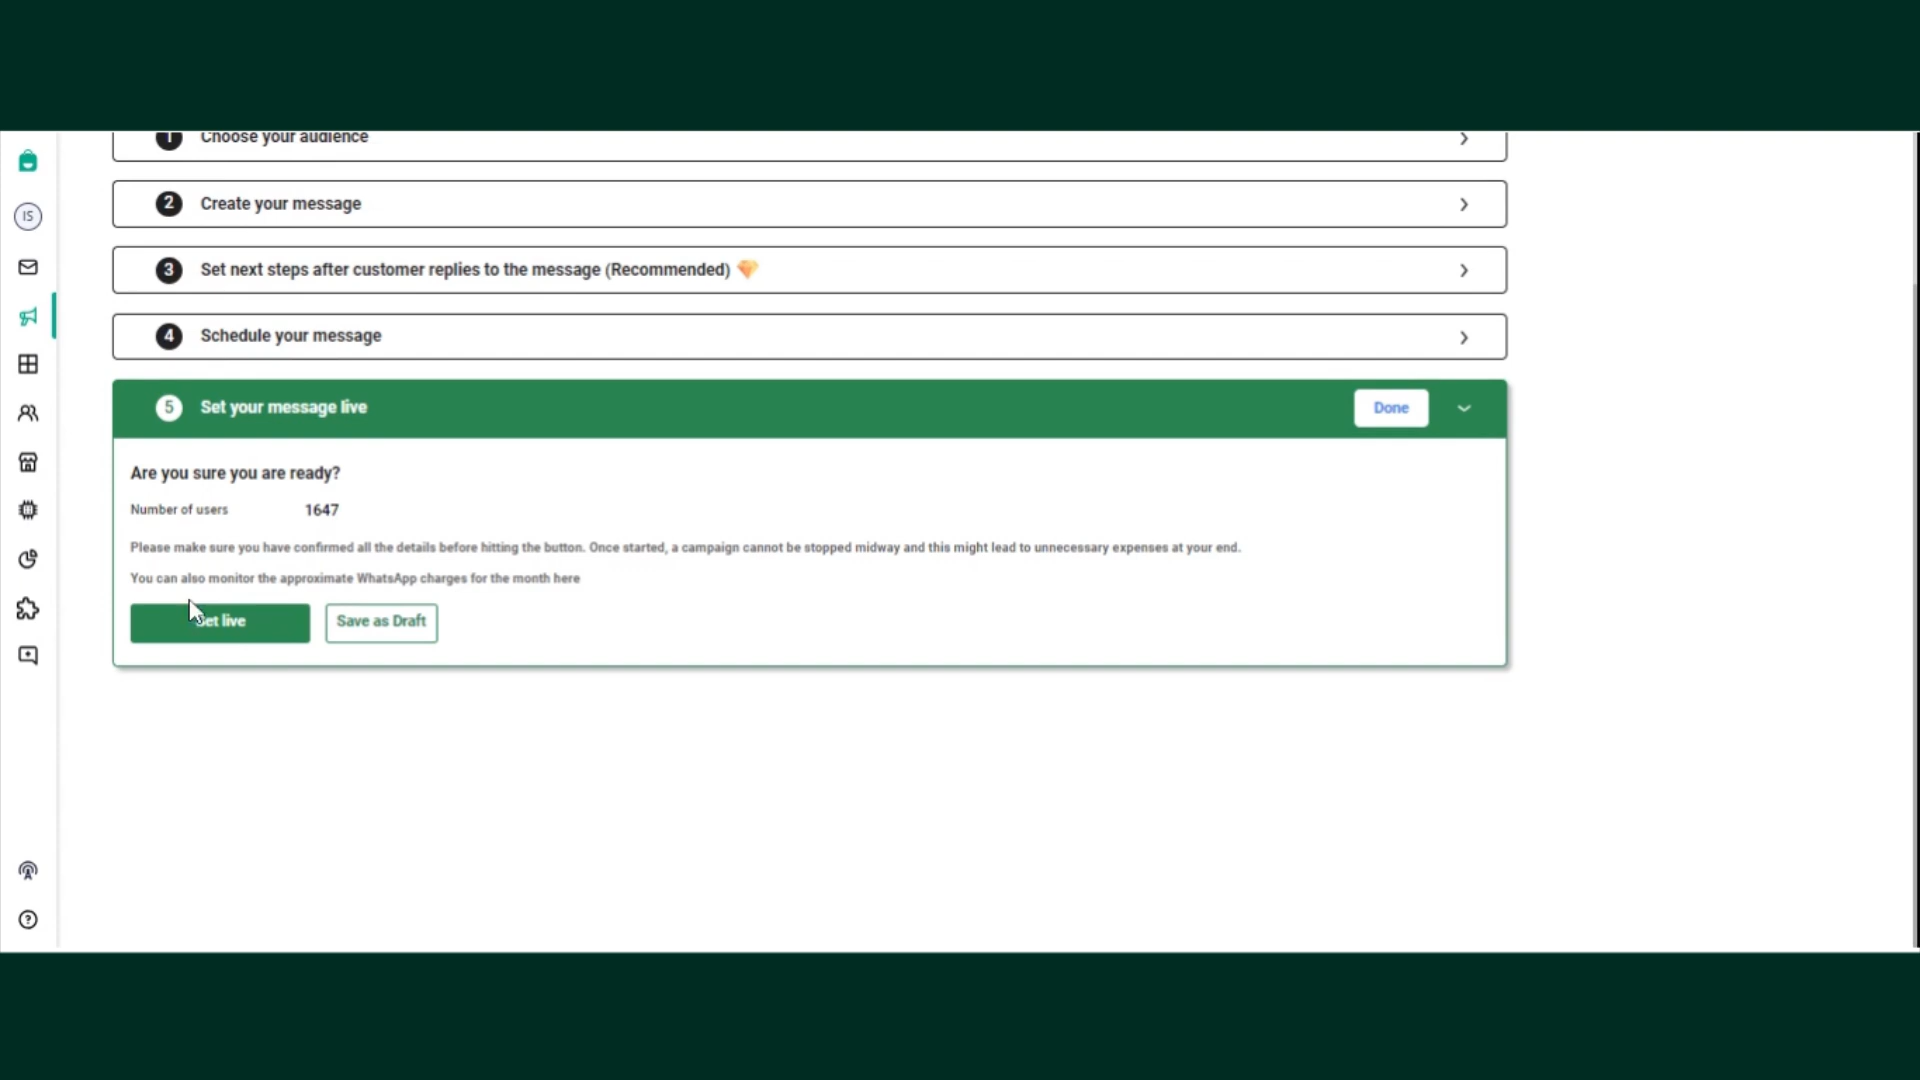 1 Choose your audience
IS
2 Create your message
3 Set next steps after customer replies to the message (Recommended)
4 Schedule your message
5 Set your message live Done
Are you sure you are ready?
Number of users 1647
Please make sure you have confirmed all the details before hitting the button. Once started, a campaign cannot be stopped midway and this might lead to unnecessary expenses at your end.
You can also monitor the approximate WhatsApp charges for the month here
Set live Save as Draft